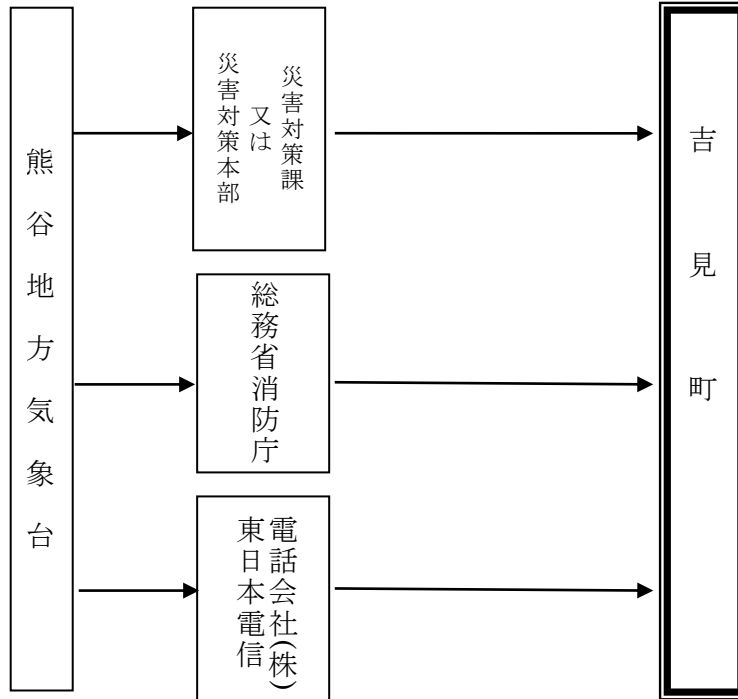 熊谷地方気象台
災害対策課
又は
災害対策本部
総務省消防庁
電話会社(株)
東日本電信
吉見町